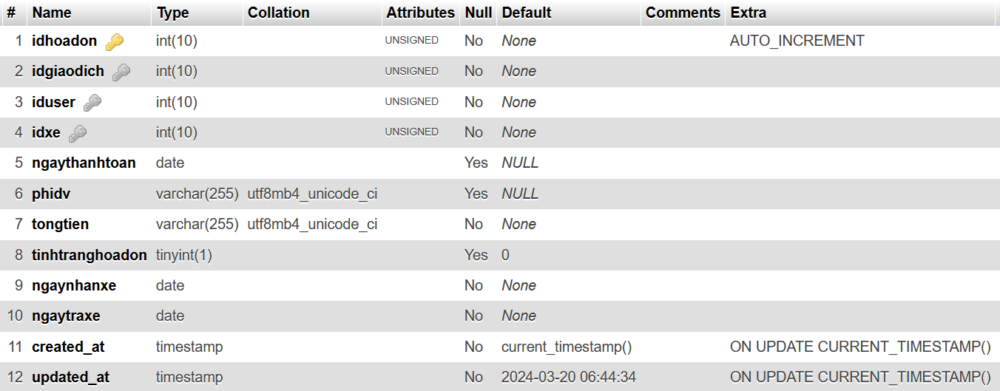 # Name Type Collation Attributes Null Default Comments Extra
1 idhoadon int(10) UNSIGNED No None AUTO_INCREMENT
2 idgiaodich int(10) UNSIGNED No None
3 iduser int(10) UNSIGNED No None
4 idxe int(10) UNSIGNED No None
5 ngaythanhtoan date Yes NULL
6 phidv varchar(255) utf8mb4_unicode_ci Yes NULL
7 tongtien varchar(255) utf8mb4_unicode_ci No None
8 tinhtranghoadon tinyint(1) Yes 0
9 ngaynhanxe date No None
10 ngaytraxe date No None
11 created_at timestamp No current_timestamp() ON UPDATE CURRENT_TIMESTAMP()
12 updated_at timestamp No 2024-03-20 06:44:34 ON UPDATE CURRENT_TIMESTAMP()